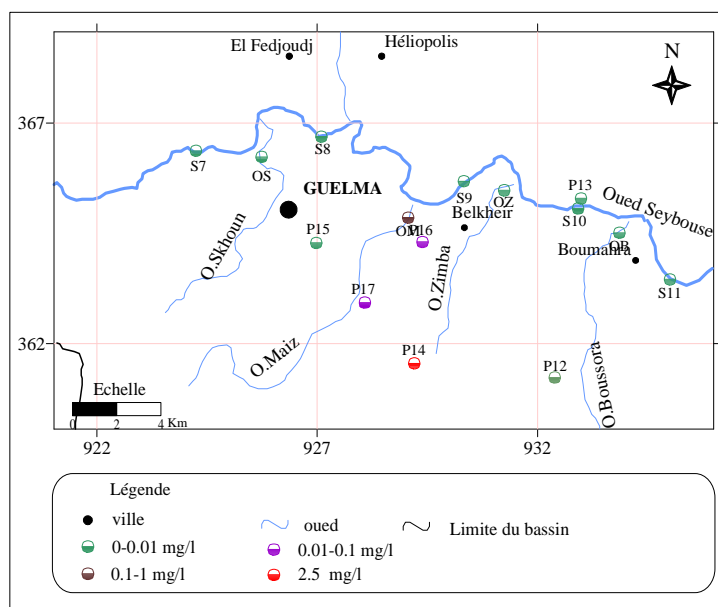 El Fedjoudj
Héliopolis
N
367
S7
OS
S8
GUELMA
S9
OZ
P13
S10
Oued Seybouse
P15
OM
P16
Belkheir
OB
Boumahra
S11
O.Skhoun
O.Zimba
P17
O.Maiz
362
P14
P12
O.Boussora
Echelle
0 2 4 Km
922 927 932
Légende
ville
oued
Limite du bassin
0-0.01 mg/l
0.01-0.1 mg/l
0.1-1 mg/l
2.5 mg/l